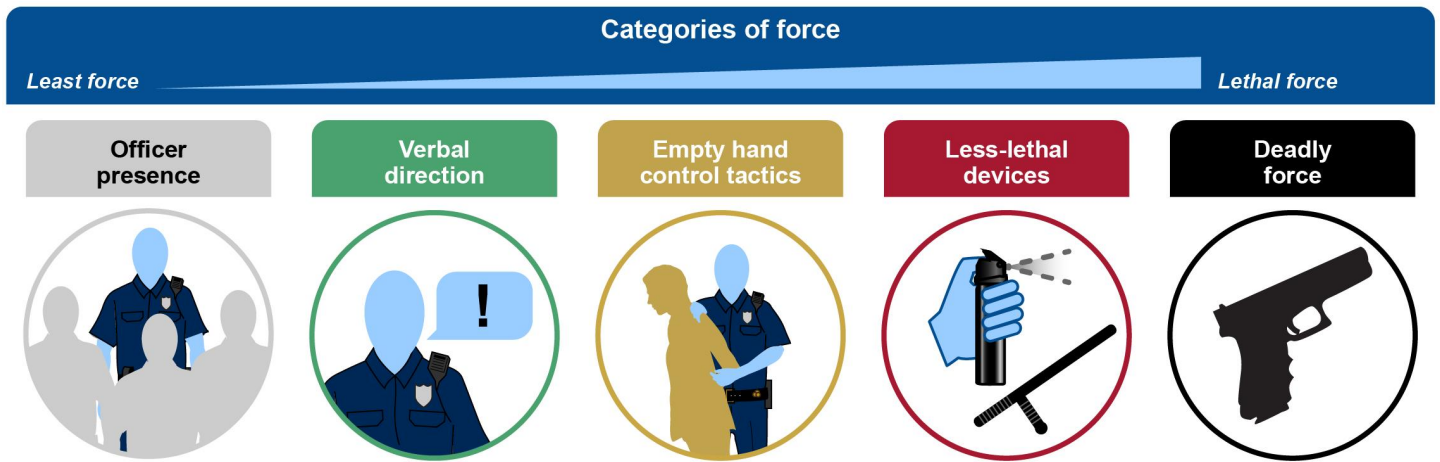 Categories of force
Least force
Lethal force
Officer
presence
Verbal
direction
Empty hand
control tactics
Less-lethal
devices
Deadly
force
!